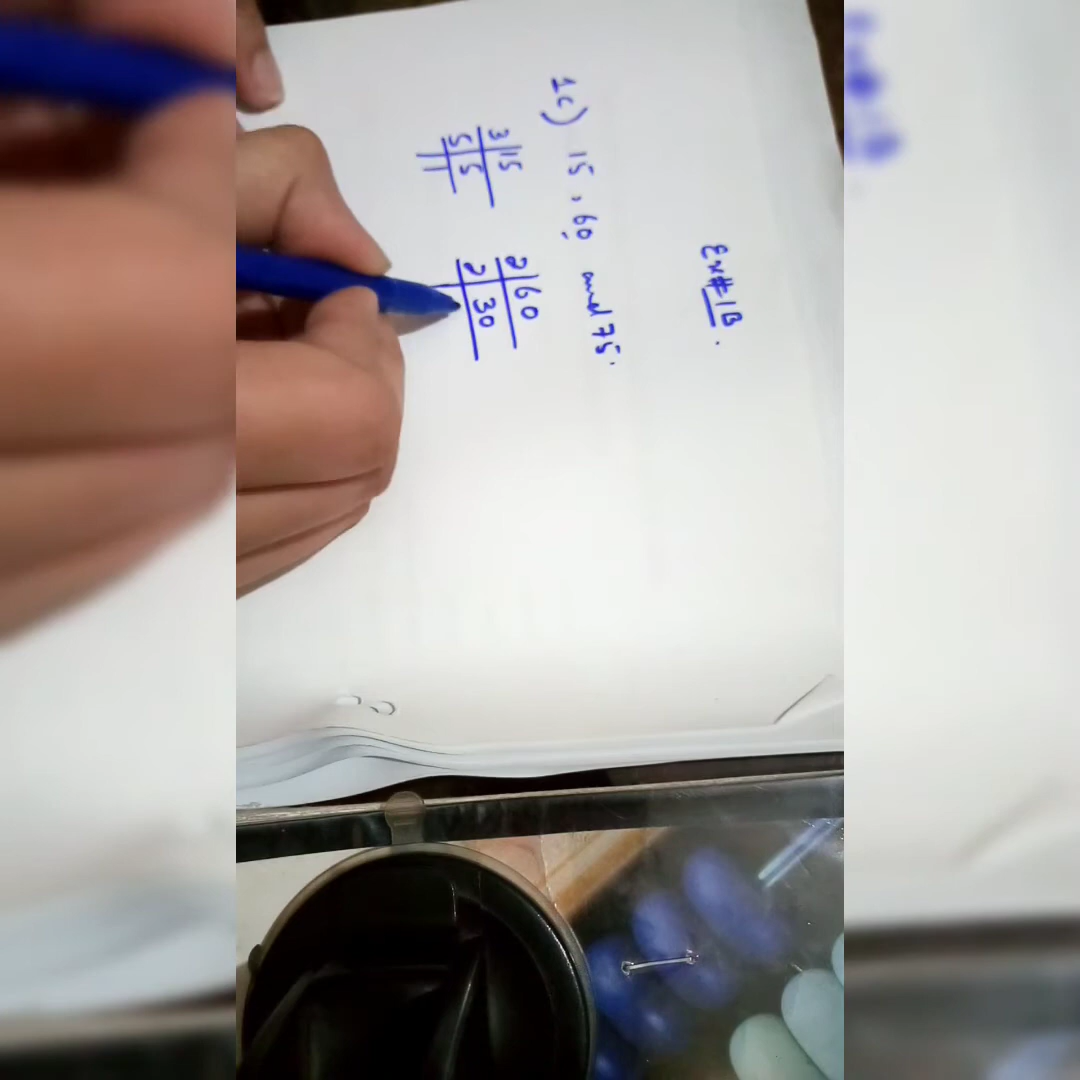 Ex # 1B.
1c) 15, 60 and 75.
3 | 15   2 | 60
5 | 5   2 | 30
1